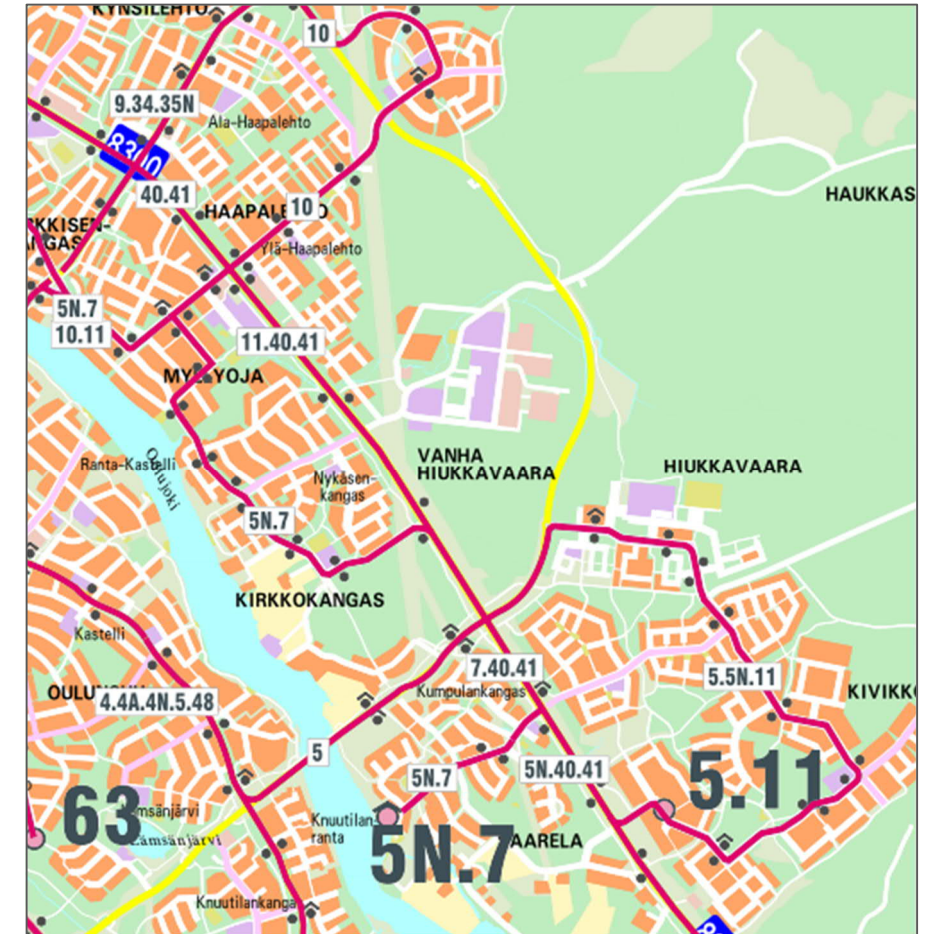 KYNSILEHTO
10
9.34.35N
Ala-Haapalehto
8300
40.41
HAUKKAS
10
Ylä-Haapalehto
5N.7
10.11
11.40.41
Ranta-Kastelli
Oulujoki
VANHA
HIUKKAVAARA
HIUKKAVAARA
Nykäsen-
kangas
5N.7
KIRKKOKANGAS
Kastelli
7.40.41
Kumpulankangas
5.5N.11
KIVIKK
4.4A.4N.5.48
5
5N.7
5N.40.41
5.11
63
Knuutilan-
ranta
5N.7
AARELA
Lämsänjärvi
Knuutilankanga
8